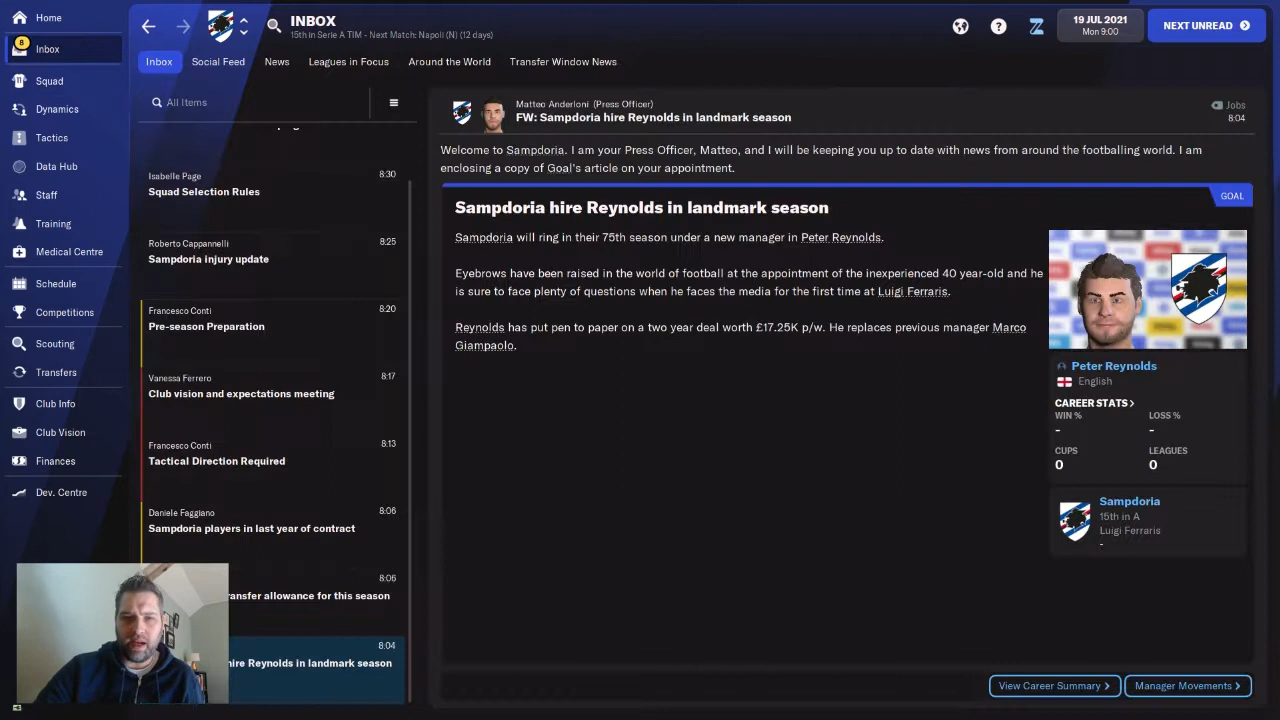 Home
8
Inbox
Squad
Dynamics
Tactics
Data Hub
Staff
Training
Medical Centre
Schedule
Competitions
Scouting
Transfers
Club Info
Club Vision
Finances
Dev. Centre
INBOX
15th in Serie A TIM - Next Match: Napoli (N) (12 days)
?
19 JUL 2021
Mon 9:00
NEXT UNREAD
Inbox
Social Feed
News
Leagues in Focus
Around the World
Transfer Window News
All Items
Isabelle Page
8:30
Squad Selection Rules
Roberto Cappannelli
8:25
Sampdoria injury update
Francesco Conti
8:20
Pre-season Preparation
Vanessa Ferrero
8:17
Club vision and expectations meeting
Francesco Conti
8:13
Tactical Direction Required
Daniele Faggiano
8:06
Sampdoria players in last year of contract
8:06
ansfer allowance for this season
8:04
hire Reynolds in landmark season
Matteo Anderloni (Press Officer)
FW: Sampdoria hire Reynolds in landmark season
Jobs
8:04
Welcome to Sampdoria. I am your Press Officer, Matteo, and I will be keeping you up to date with news from around the footballing world. I am
enclosing a copy of Goal's article on your appointment.
GOAL
Sampdoria hire Reynolds in landmark season
Sampdoria will ring in their 75th season under a new manager in Peter Reynolds.
Eyebrows have been raised in the world of football at the appointment of the inexperienced 40 year-old and he
is sure to face plenty of questions when he faces the media for the first time at Luigi Ferraris.
Reynolds has put pen to paper on a two year deal worth £17.25K p/w. He replaces previous manager Marco
Giampaolo.
Peter Reynolds
English
CAREER STATS >
WIN %
LOSS %
-
-
CUPS
LEAGUES
0
0
Sampdoria
15th in A
Luigi Ferraris
-
View Career Summary >
Manager Movements >